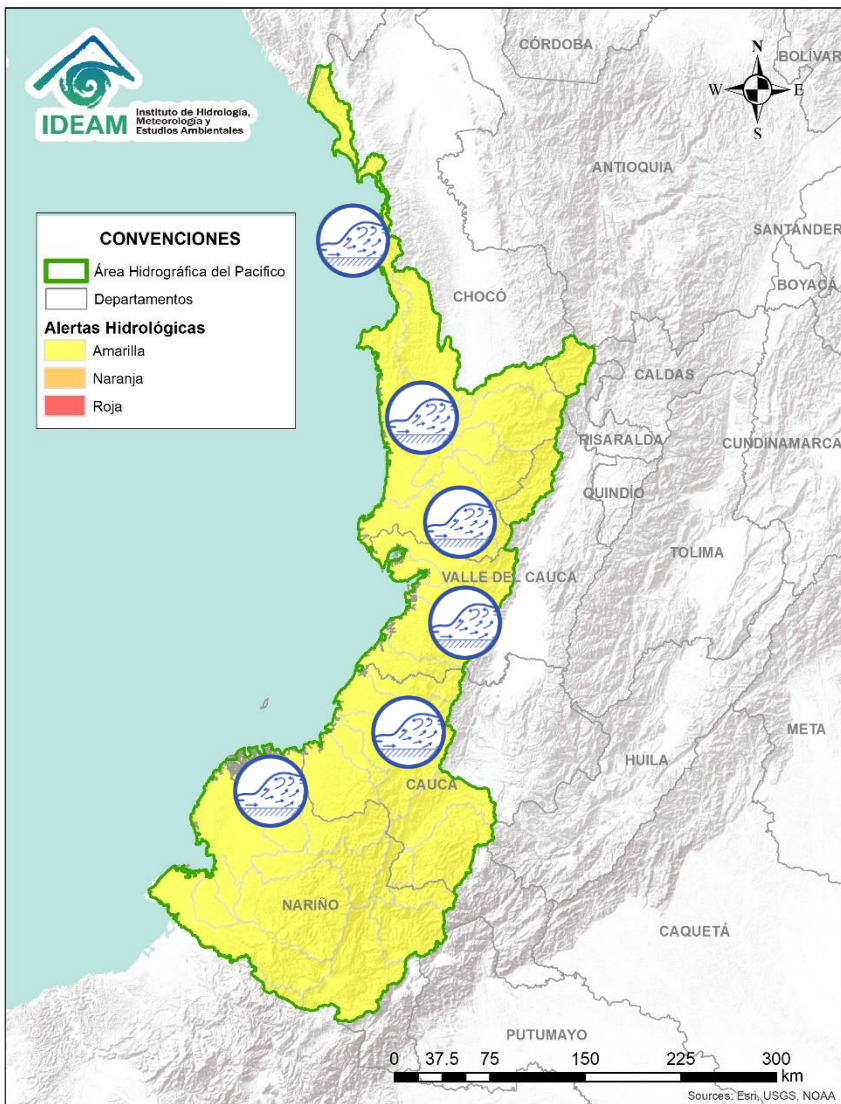 IDEAM
Instituto de Hidrología,
Meteorología y
Estudios Ambientales
CÓRDOBA
BOLÍVAR
N
W
E
S
ANTIOQUIA
SANTANDER
BOYACÁ
CONVENCIONES
Área Hidrográfica del Pacifico
Departamentos
Alertas Hidrológicas
Amarilla
Naranja
Roja
CHOCÓ
CALDAS
RISARALDA
CUNDINAMARCA
QUINDÍO
TOLIMA
VALLE DEL CAUCA
META
HUILA
CAUCA
NARIÑO
CAQUETÁ
PUTUMAYO
0 37.5 75 150 225 300
km
Sources: Esri, USGS, NOAA